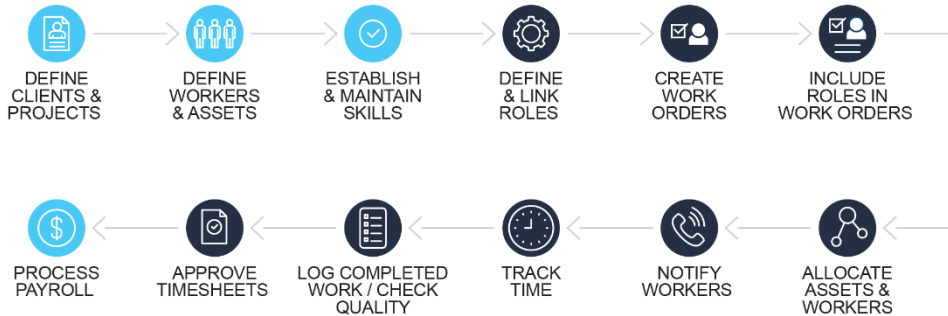 DEFINE
CLIENTS &
PROJECTS
DEFINE
WORKERS
& ASSETS
ESTABLISH
& MAINTAIN
SKILLS
DEFINE
& LINK
ROLES
CREATE
WORK
ORDERS
INCLUDE
ROLES IN
WORK ORDERS
$
PROCESS
PAYROLL
APPROVE
TIMESHEETS
LOG COMPLETED
WORK / CHECK
QUALITY
TRACK
TIME
NOTIFY
WORKERS
ALLOCATE
ASSETS &
WORKERS